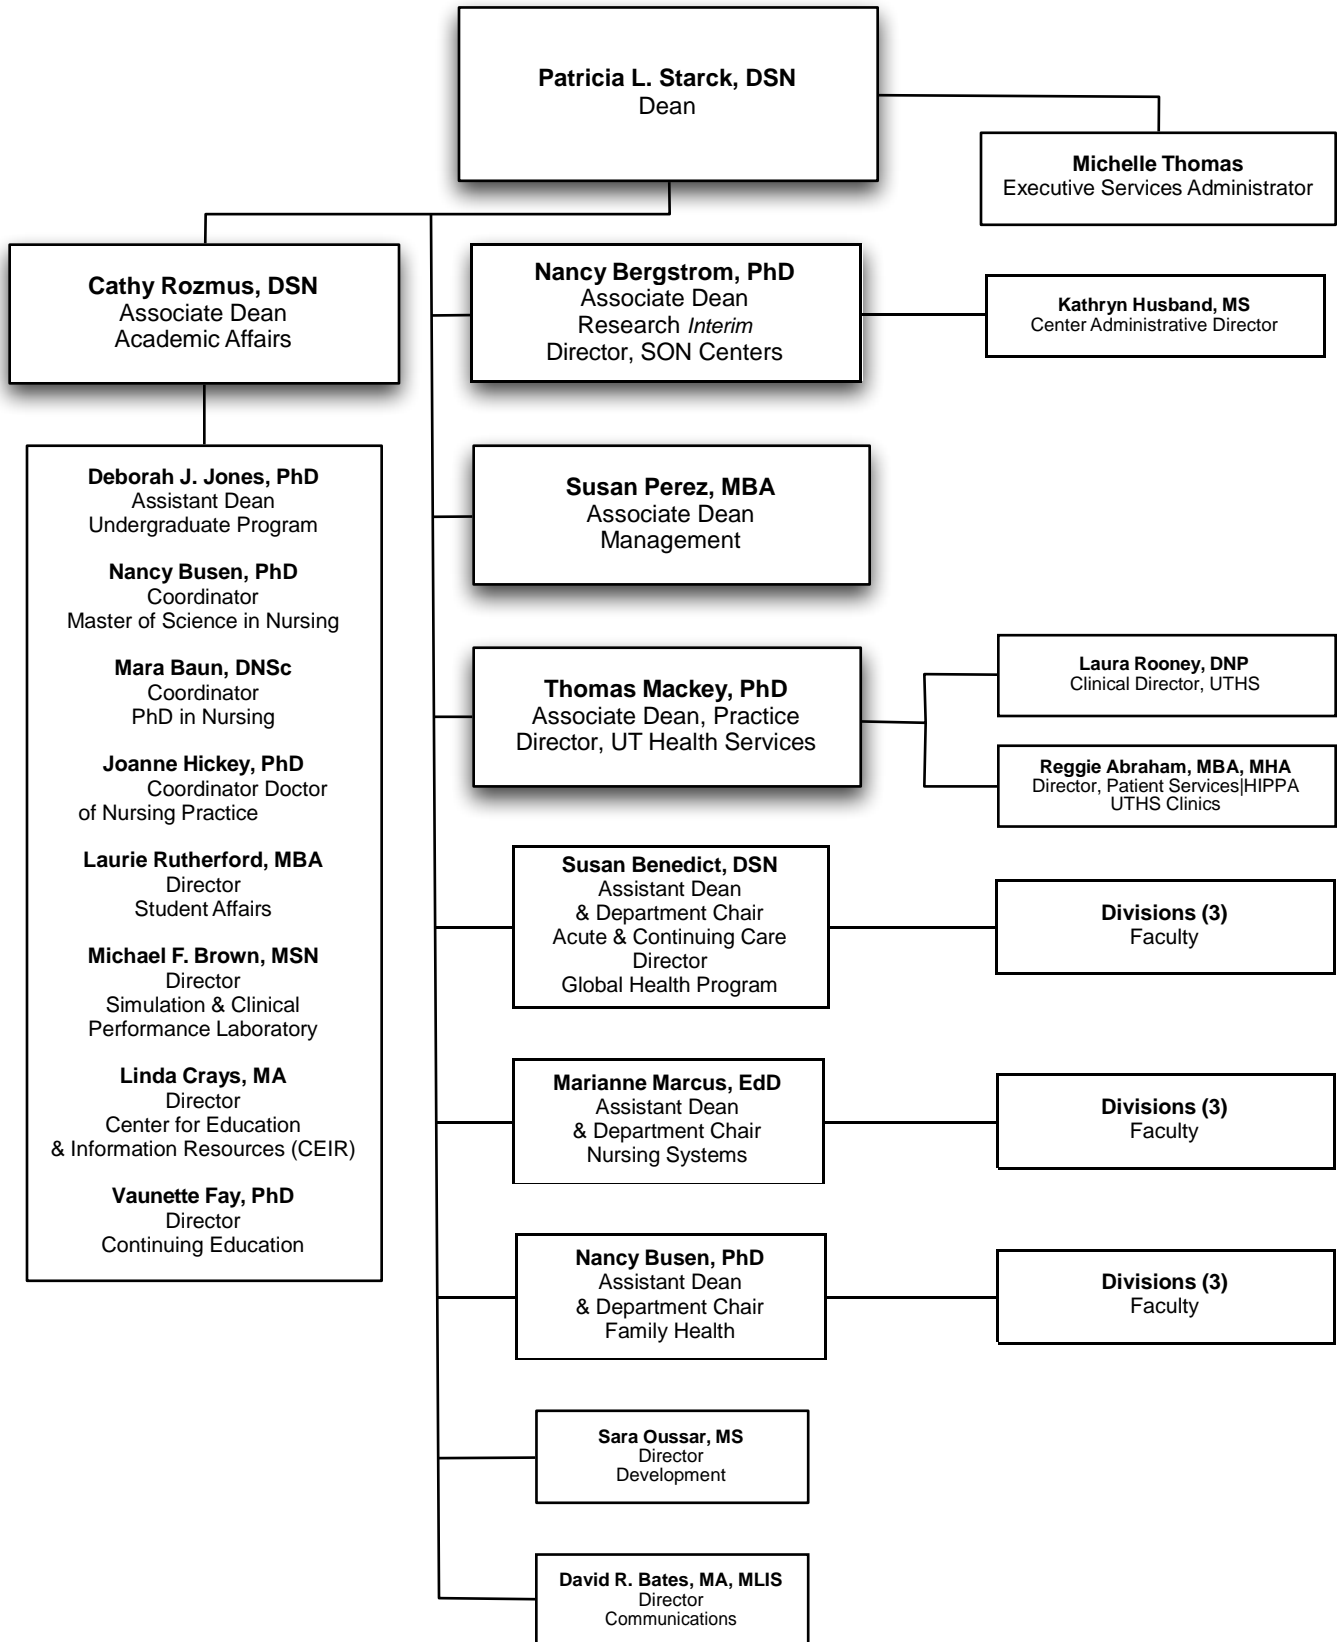 Patricia L. Starck, DSN
Dean
Michelle Thomas
Executive Services Administrator
Cathy Rozmus, DSN
Associate Dean
Academic Affairs
Nancy Bergstrom, PhD
Associate Dean
Research Interim
Director, SON Centers
Kathryn Husband, MS
Center Administrative Director
Deborah J. Jones, PhD
Assistant Dean
Undergraduate Program
Nancy Busen, PhD
Coordinator
Master of Science in Nursing
Mara Baun, DNSc
Coordinator
PhD in Nursing
Joanne Hickey, PhD
Coordinator Doctor
of Nursing Practice
Laurie Rutherford, MBA
Director
Student Affairs
Michael F. Brown, MSN
Director
Simulation & Clinical
Performance Laboratory
Linda Crays, MA
Director
Center for Education
& Information Resources (CEIR)
Vaunette Fay, PhD
Director
Continuing Education
Susan Perez, MBA
Associate Dean
Management
Thomas Mackey, PhD
Associate Dean, Practice
Director, UT Health Services
Laura Rooney, DNP
Clinical Director, UTHS
Reggie Abraham, MBA, MHA
Director, Patient Services|HIPPA
UTHS Clinics
Susan Benedict, DSN
Assistant Dean
& Department Chair
Acute & Continuing Care
Director
Global Health Program
Divisions (3)
Faculty
Marianne Marcus, EdD
Assistant Dean
& Department Chair
Nursing Systems
Divisions (3)
Faculty
Nancy Busen, PhD
Assistant Dean
& Department Chair
Family Health
Divisions (3)
Faculty
Sara Oussar, MS
Director
Development
David R. Bates, MA, MLIS
Director
Communications